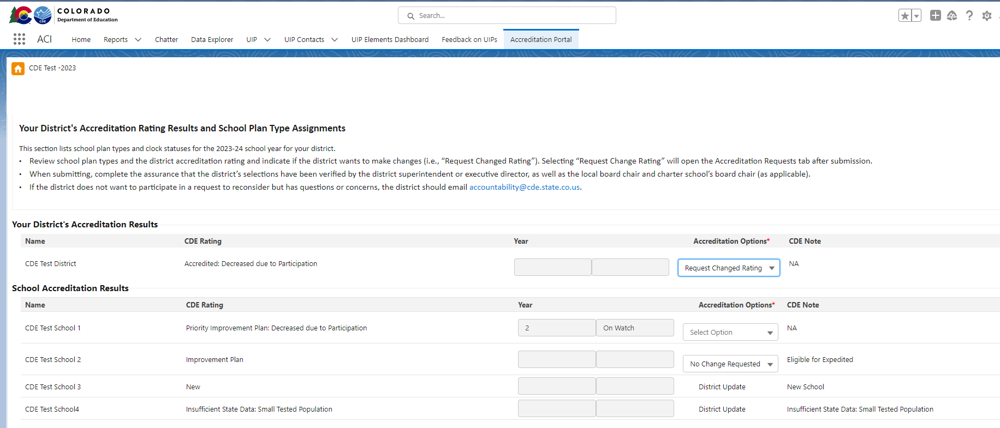 COLORADO
Department of Education
CDE
Search...
ACI Home Reports Chatter Data Explorer UIP UIP Contacts UIP Elements Dashboard Feedback on UIPs Accreditation Portal
CDE Test -2023
Your District's Accreditation Rating Results and School Plan Type Assignments
This section lists school plan types and clock statuses for the 2023-24 school year for your district.
• Review school plan types and the district accreditation rating and indicate if the district wants to make changes (i.e., “Request Changed Rating”). Selecting “Request Change Rating” will open the Accreditation Requests tab after submission.
• When submitting, complete the assurance that the district’s selections have been verified by the district superintendent or executive director, as well as the local board chair and charter school’s board chair (as applicable).
• If the district does not want to participate in a request to reconsider but has questions or concerns, the district should email accountability@cde.state.co.us.
Your District's Accreditation Results
Name CDE Rating Year Accreditation Options* CDE Note
CDE Test District Accredited: Decreased due to Participation Request Changed Rating NA
School Accreditation Results
Name CDE Rating Year Accreditation Options* CDE Note
CDE Test School 1 Priority Improvement Plan: Decreased due to Participation 2 On Watch Select Option NA
CDE Test School 2 Improvement Plan No Change Requested Eligible for Expedited
CDE Test School 3 New District Update New School
CDE Test School4 Insufficient State Data: Small Tested Population District Update Insufficient State Data: Small Tested Population